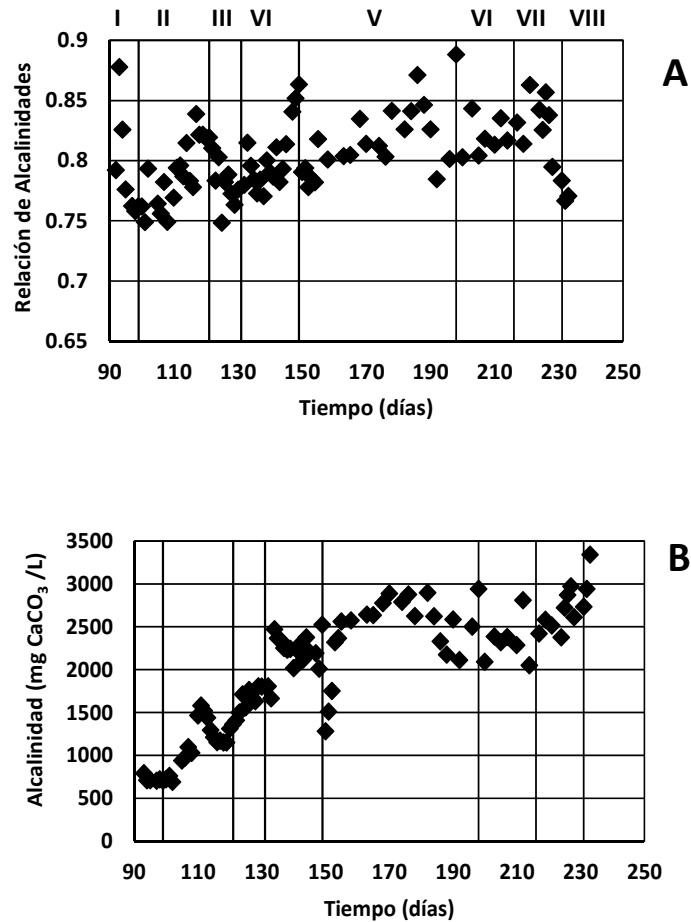 I II III VI V VI VII VIII
0.9
0.85
0.8
0.75
0.7
0.65
Relación de Alcalinidades
A
90 110 130 150 170 190 210 230 250
Tiempo (días)
3500
3000
2500
2000
1500
1000
500
0
Alcalinidad (mg CaCO3 /L)
B
90 110 130 150 170 190 210 230 250
Tiempo (días)